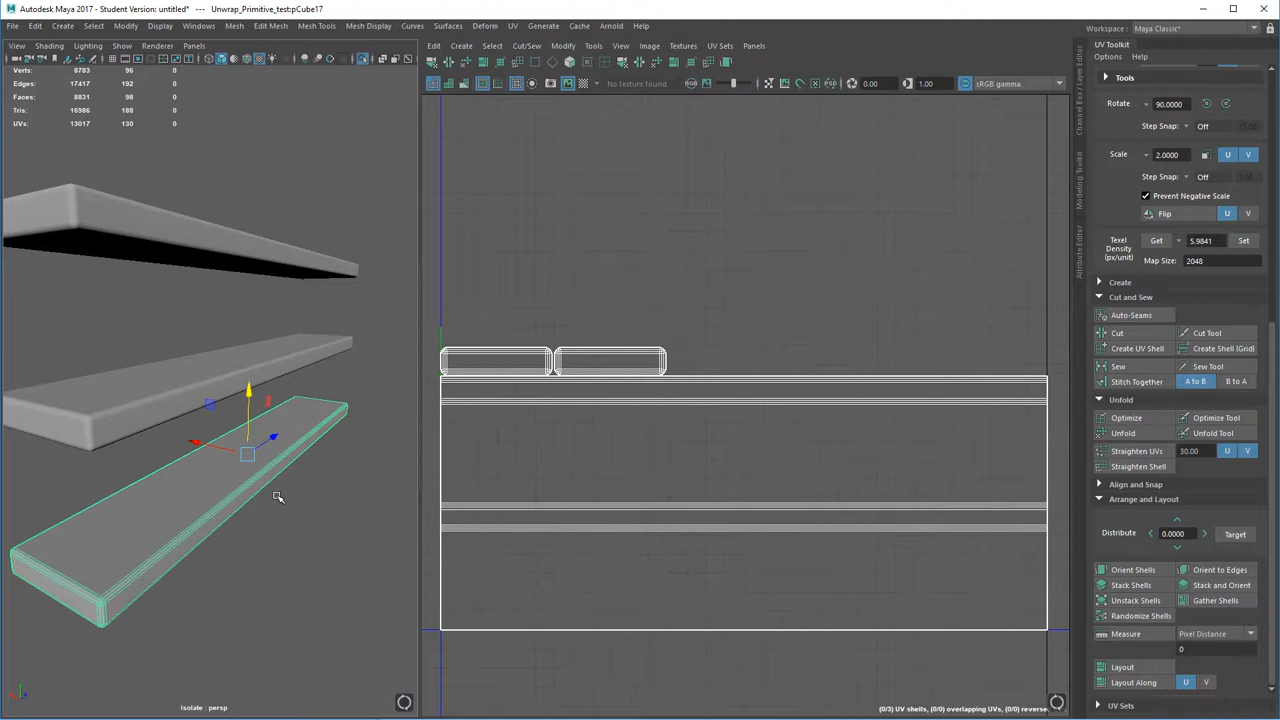 Autodesk Maya 2017 - Student Version: untitled* --- Unwrap_Primitive_test:pCube17
File Edit Create Select Modify Display Windows Mesh Edit Mesh Mesh Tools Mesh Display Curves Surfaces Deform UV Generate Cache Arnold Help Workspace : Maya Classic*
View Shading Lighting Show Renderer Panels
Edit Create Select Cut/Sew Modify Tools View Image Textures UV Sets Panels
UV Toolkit
Options Help
Verts: 8783 96 0
Edges: 17417 192 0
Faces: 8831 98 0
Tris: 16986 188 0
UVs: 13017 130 0
No texture found 0.00 1.00 sRGB gamma
Channel Box / Layer Editor
Modeling Toolkit
Attribute Editor
Tools
Rotate 90.0000
Step Snap: Off
Scale 2.0000 U V
Step Snap: Off
Prevent Negative Scale
Flip U V
Texel Density (px/unit) Get 5.9841 Set
Map Size: 2048
Create
Cut and Sew
Auto-Seams
Cut Cut Tool
Create UV Shell Create Shell (Grid)
Sew Sew Tool
Stitch Together A to B B to A
Unfold
Optimize Optimize Tool
Unfold Unfold Tool
Straighten UVs 30.00 U V
Straighten Shell
Align and Snap
Arrange and Layout
Distribute 0.0000 Target
Orient Shells Orient to Edges
Stack Shells Stack and Orient
Unstack Shells Gather Shells
Randomize Shells
Measure Pixel Distance
0
Layout
Layout Along U V
UV Sets
Isolate : persp
(0/3) UV shells, (0/0) overlapping UVs, (0/0) reverse